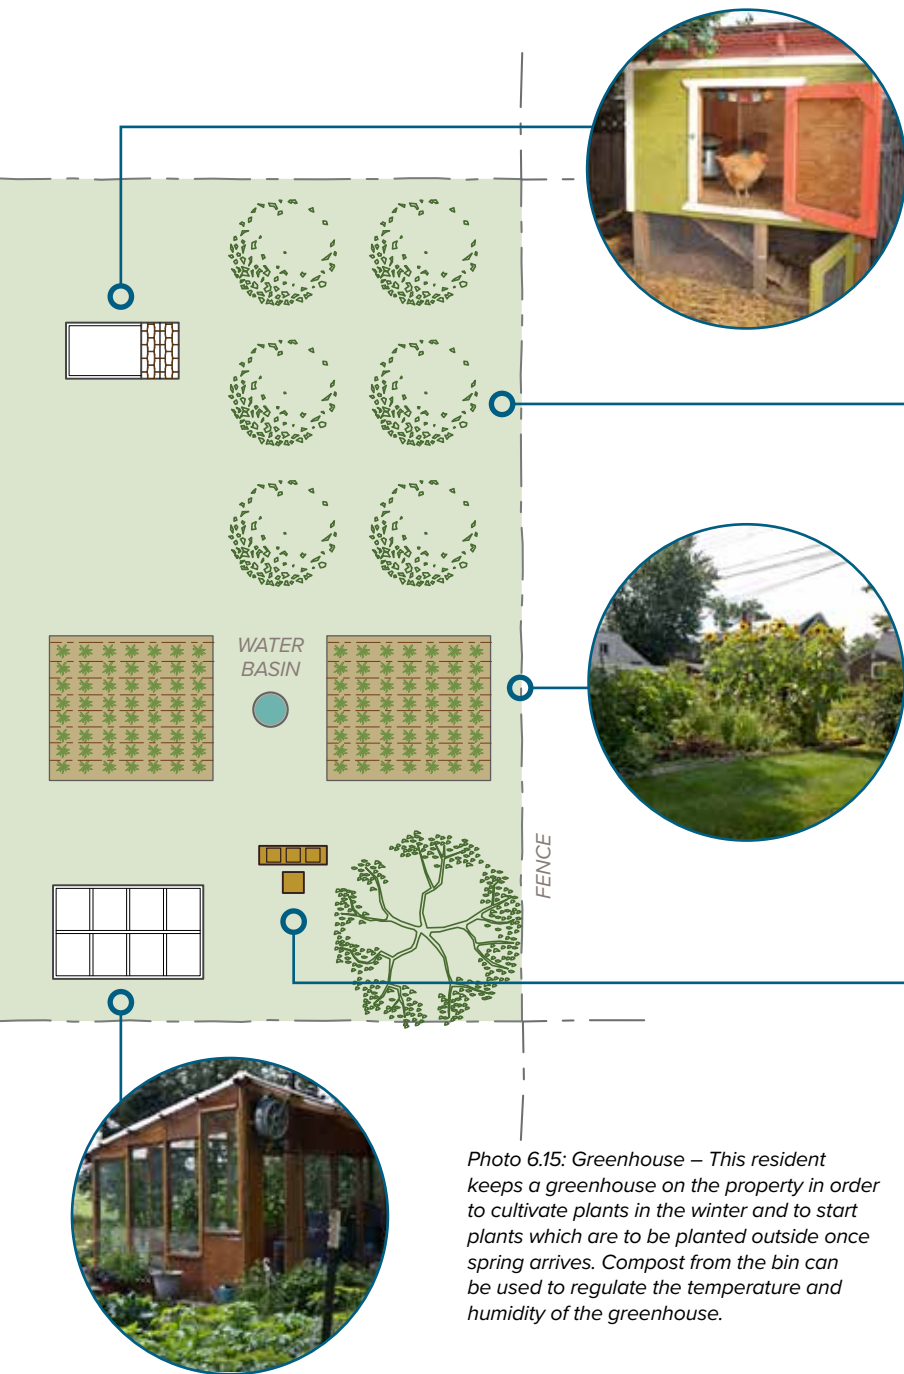 WATER
BASIN
FENCE
Photo 6.15: Greenhouse – This resident
keeps a greenhouse on the property in order
to cultivate plants in the winter and to start
plants which are to be planted outside once
spring arrives. Compost from the bin can
be used to regulate the temperature and
humidity of the greenhouse.